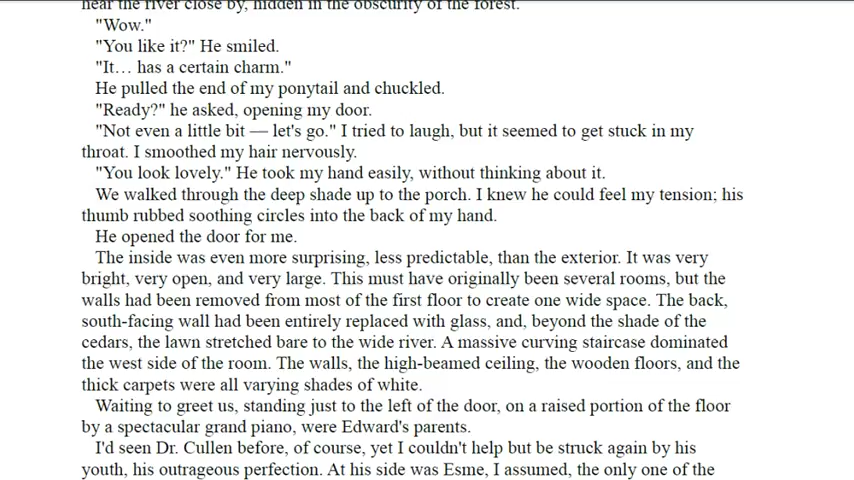 near the river close by, hidden in the obscurity of the forest.
"Wow."
"You like it?" He smiled.
"It… has a certain charm."
He pulled the end of my ponytail and chuckled.
"Ready?" he asked, opening my door.
"Not even a little bit — let's go." I tried to laugh, but it seemed to get stuck in my
throat. I smoothed my hair nervously.
"You look lovely." He took my hand easily, without thinking about it.
We walked through the deep shade up to the porch. I knew he could feel my tension; his
thumb rubbed soothing circles into the back of my hand.
He opened the door for me.
The inside was even more surprising, less predictable, than the exterior. It was very
bright, very open, and very large. This must have originally been several rooms, but the
walls had been removed from most of the first floor to create one wide space. The back,
south-facing wall had been entirely replaced with glass, and, beyond the shade of the
cedars, the lawn stretched bare to the wide river. A massive curving staircase dominated
the west side of the room. The walls, the high-beamed ceiling, the wooden floors, and the
thick carpets were all varying shades of white.
Waiting to greet us, standing just to the left of the door, on a raised portion of the floor
by a spectacular grand piano, were Edward's parents.
I'd seen Dr. Cullen before, of course, yet I couldn't help but be struck again by his
youth, his outrageous perfection. At his side was Esme, I assumed, the only one of the